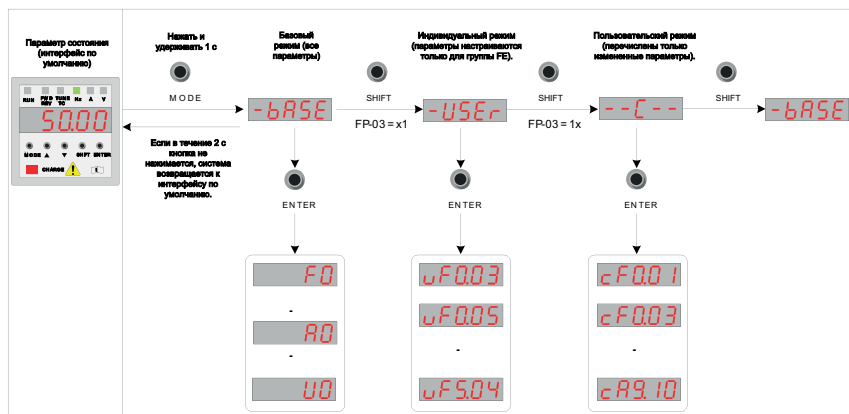 Параметр состояния
(интерфейс по
умолчанию)
Нажать и
удерживать 1 с
Базовый
режим (все
параметры)
Индивидуальный режим
(параметры настраиваются
только для группы FE).
Пользовательский режим
(перечислены только
измененные параметры).
RUN FWD REV TUNE TC Hz A V
50.00
MODE ▲ ▼ SHIFT ENTER
CHARGE
MODE
SHIFT
SHIFT
SHIFT
-bASE
-USEr
--C--
-bASE
FP-03 = x1
FP-03 = 1x
Если в течение 2 с
кнопка не
нажимается, система
возвращается к
интерфейсу по
умолчанию.
ENTER
ENTER
ENTER
F0
-
A0
-
U0
uF0.03
uF0.05
-
uF5.04
cF0.01
cF0.03
-
cA9.10